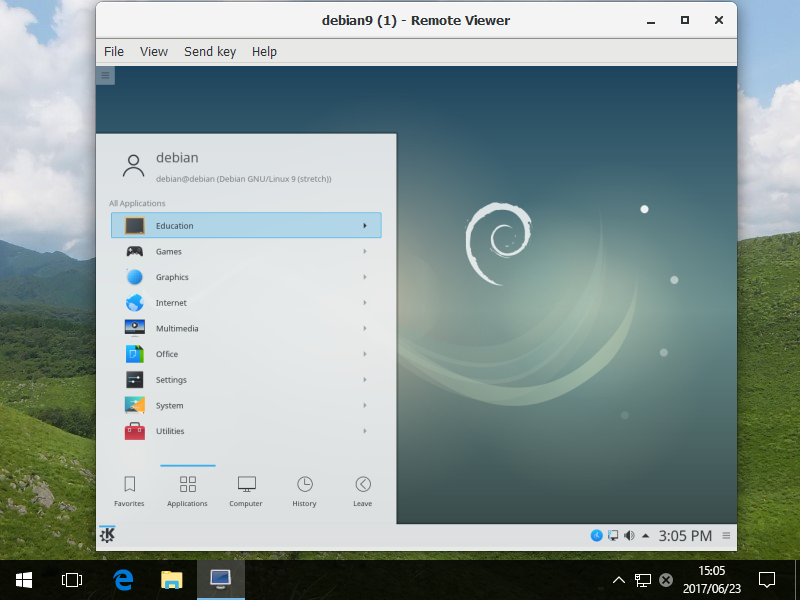 debian9 (1) - Remote Viewer
File View Send key Help
debian
debian@debian (Debian GNU/Linux 9 (stretch))
All Applications
Education
Games
Graphics
Internet
Multimedia
Office
Settings
System
Utilities
Favorites Applications Computer History Leave
3:05 PM
15:05
2017/06/23